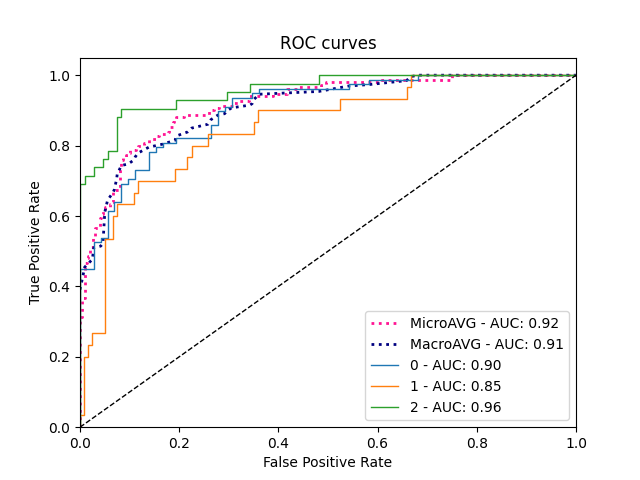 ROC curves
True Positive Rate
1.0
0.8
0.6
0.4
0.2
0.0
MicroAVG - AUC: 0.92
MacroAVG - AUC: 0.91
0 - AUC: 0.90
1 - AUC: 0.85
2 - AUC: 0.96
0.0 0.2 0.4 0.6 0.8 1.0
False Positive Rate